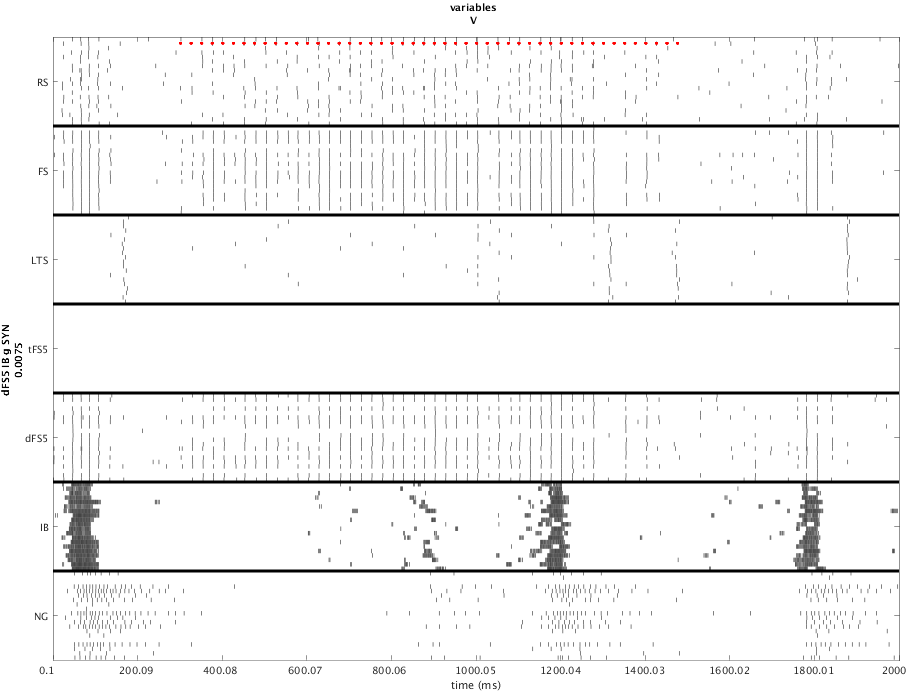 variables
V
RS
FS
LTS
tFS5
dFS5
IB
NG
dFS5 IB g SYN
0.0075
0.1 200.09 400.08 600.07 800.06 1000.05 1200.04 1400.03 1600.02 1800.01 2000
time (ms)